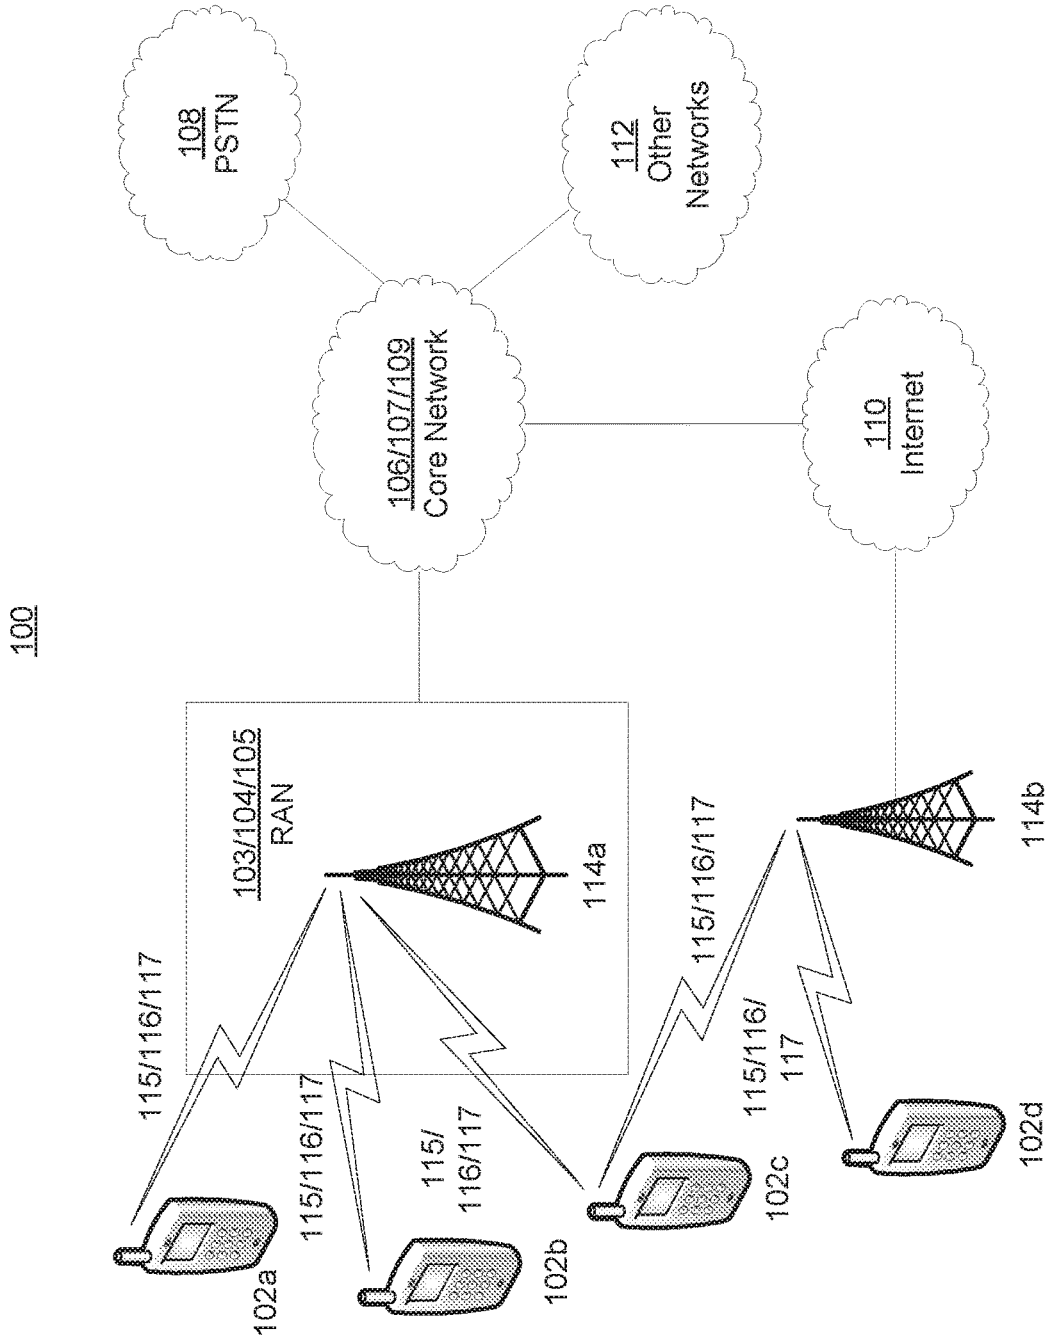 100
108
PSTN
106/107/109
Core Network
112
Other
Networks
110
Internet
103/104/105
RAN
114a
115/116/117
115/116/117
115/
116/117
115/116/117
115/116/
117
114b
102a
102b
102c
102d